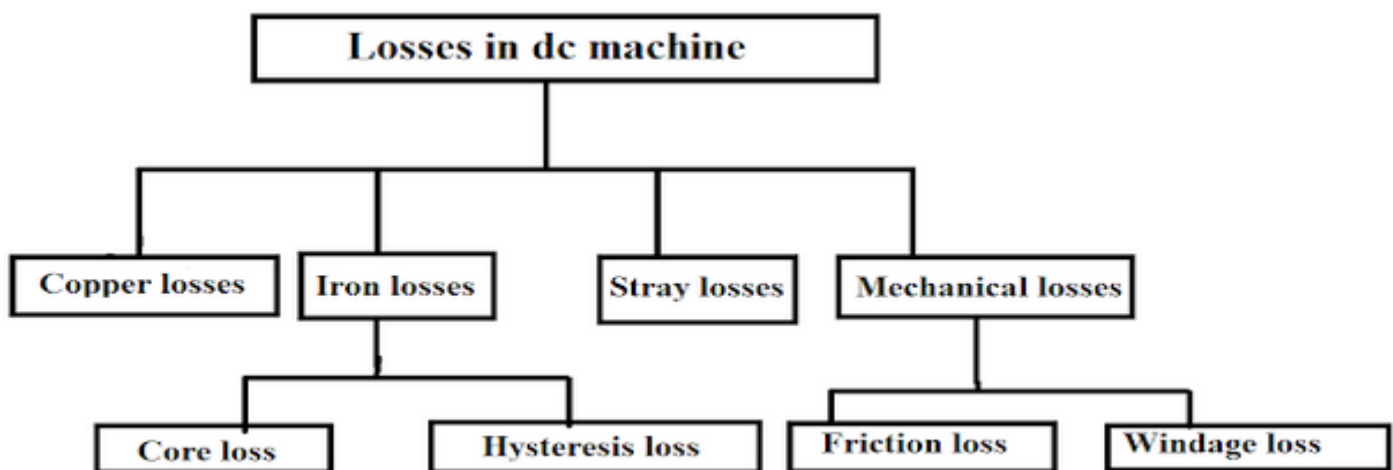 Losses in dc machine
Copper losses
Iron losses
Stray losses
Mechanical losses
Core loss
Hysteresis loss
Friction loss
Windage loss